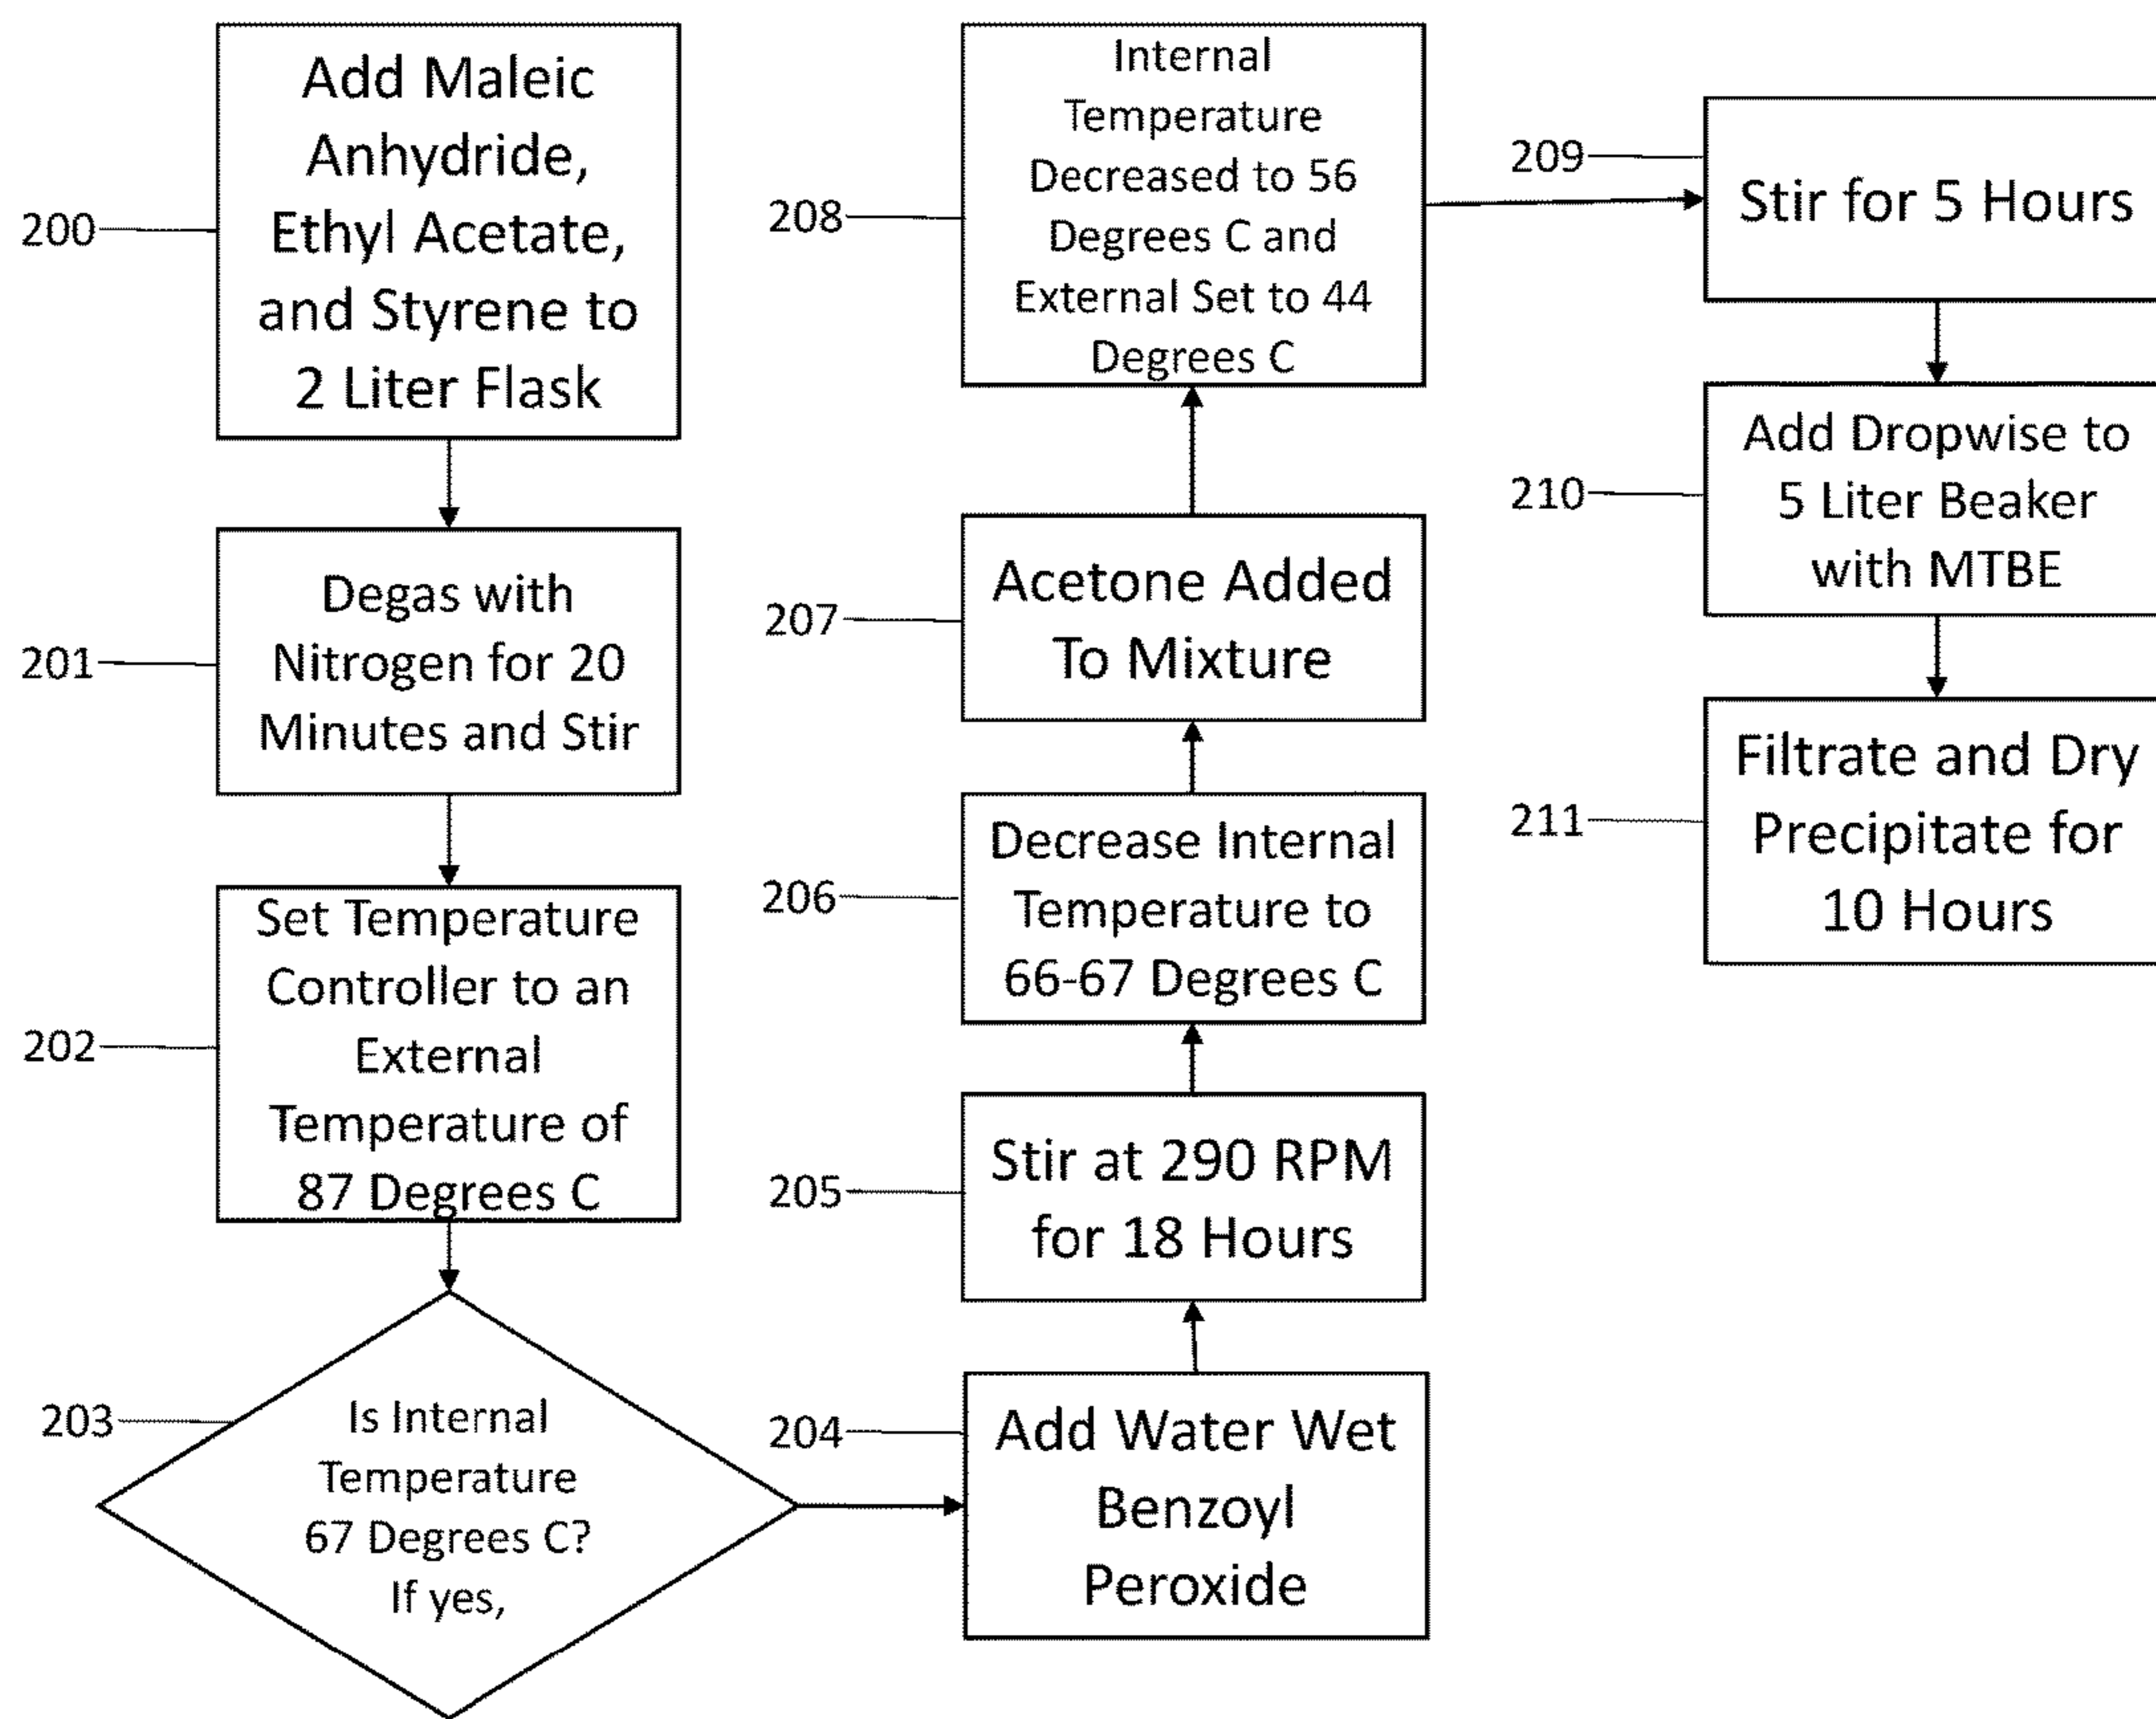 200
Add Maleic
Anhydride,
Ethyl Acetate,
and Styrene to
2 Liter Flask
201
Degas with
Nitrogen for 20
Minutes and Stir
202
Set Temperature
Controller to an
External
Temperature of
87 Degrees C
203
Is Internal
Temperature
67 Degrees C?
If yes,
204
Add Water Wet
Benzoyl
Peroxide
205
Stir at 290 RPM
for 18 Hours
206
Decrease Internal
Temperature to
66-67 Degrees C
207
Acetone Added
To Mixture
208
Internal
Temperature
Decreased to 56
Degrees C and
External Set to 44
Degrees C
209
Stir for 5 Hours
210
Add Dropwise to
5 Liter Beaker
with MTBE
211
Filtrate and Dry
Precipitate for
10 Hours